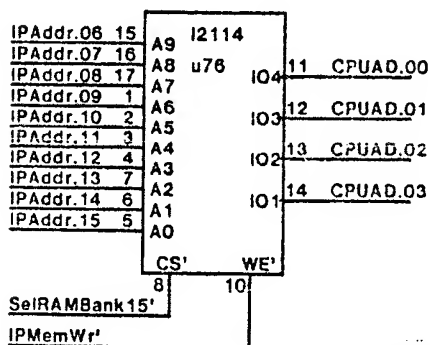 IPAddr.06 15 A9 I2114
IPAddr.07 16 A8 u76 IO4 11 CPUAD.00
IPAddr.08 17 A7
IPAddr.09 1 A6 IO3 12 CPUAD.01
IPAddr.10 2 A5
IPAddr.11 3 A4 IO2 13 CPUAD.02
IPAddr.12 4 A3
IPAddr.13 7 A2 IO1 14 CPUAD.03
IPAddr.14 6 A1
IPAddr.15 5 A0
CS' WE'
8 10
SelRAMBank15'
IPMemWr'